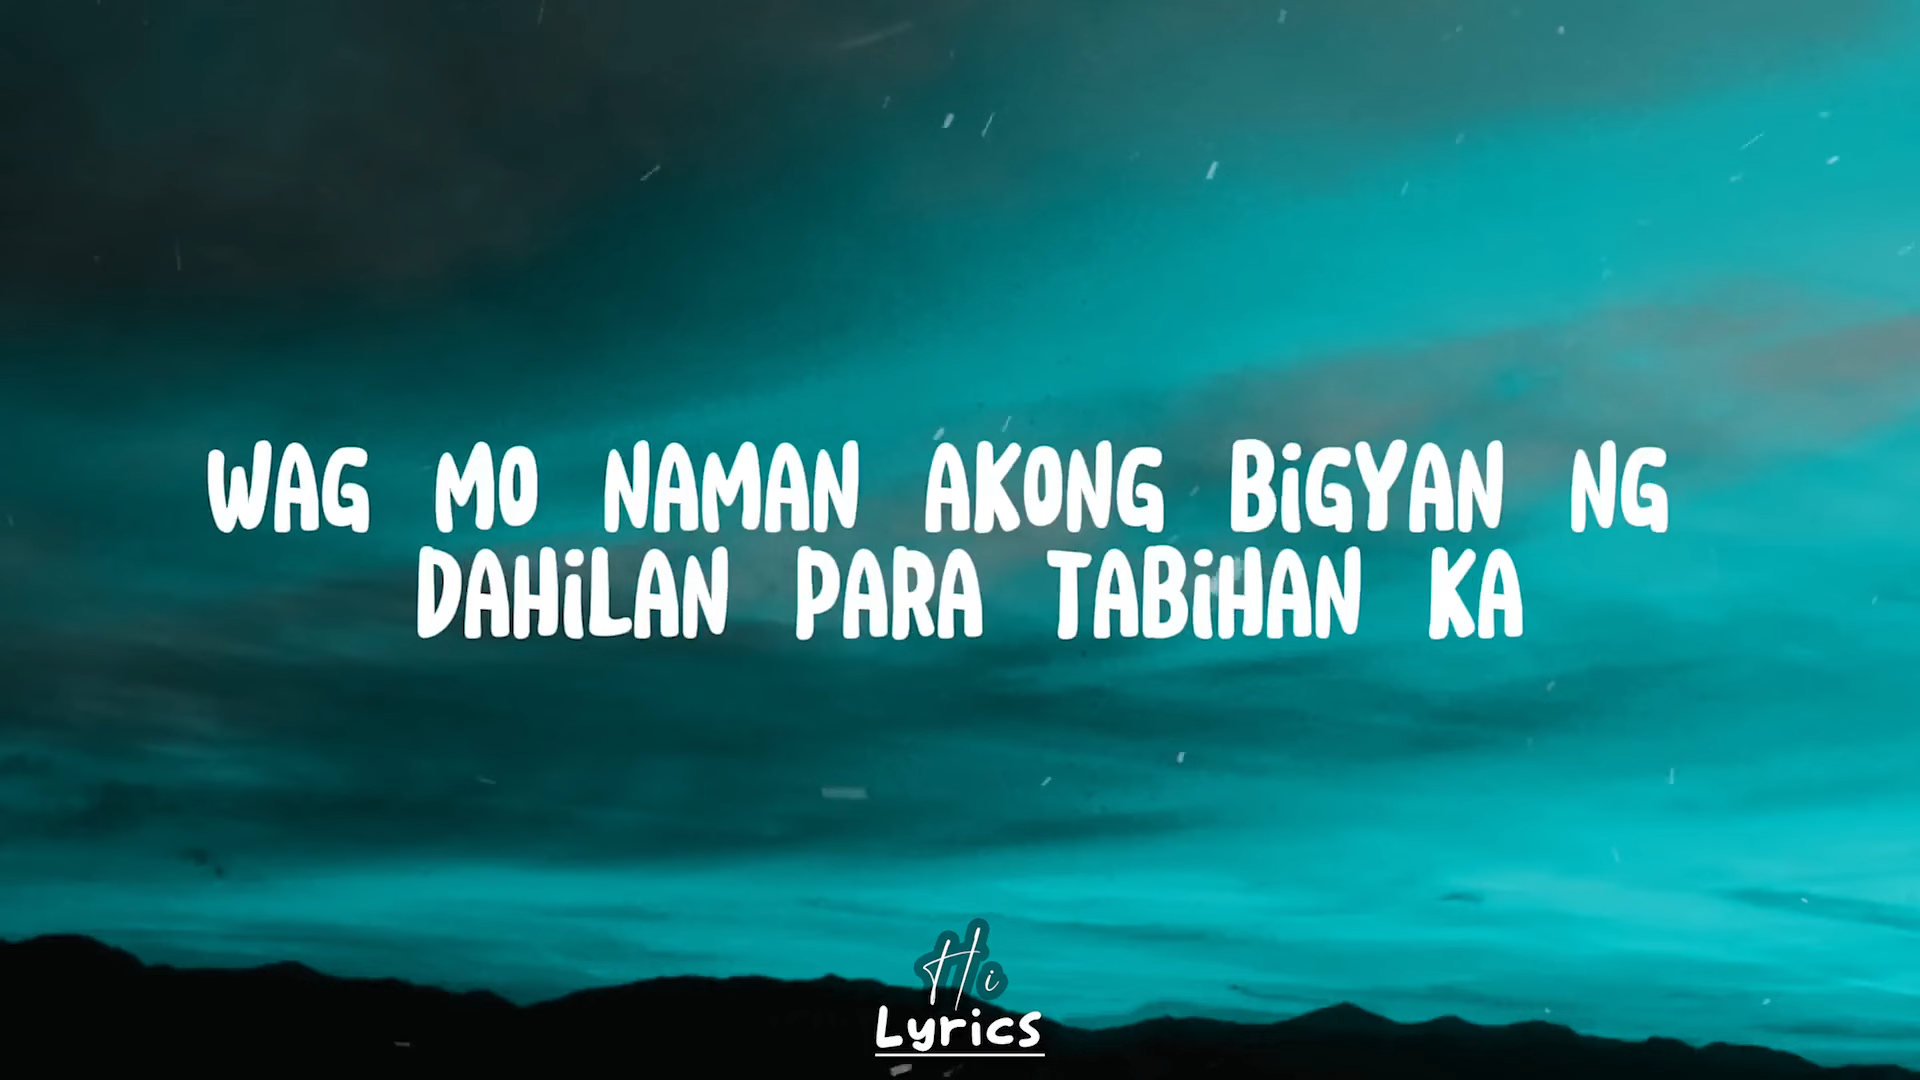 WAG MO NAMAN AKONG BiGYAN NG
DAHiLAN PARA TABiHAN KA
Hi
Lyrics